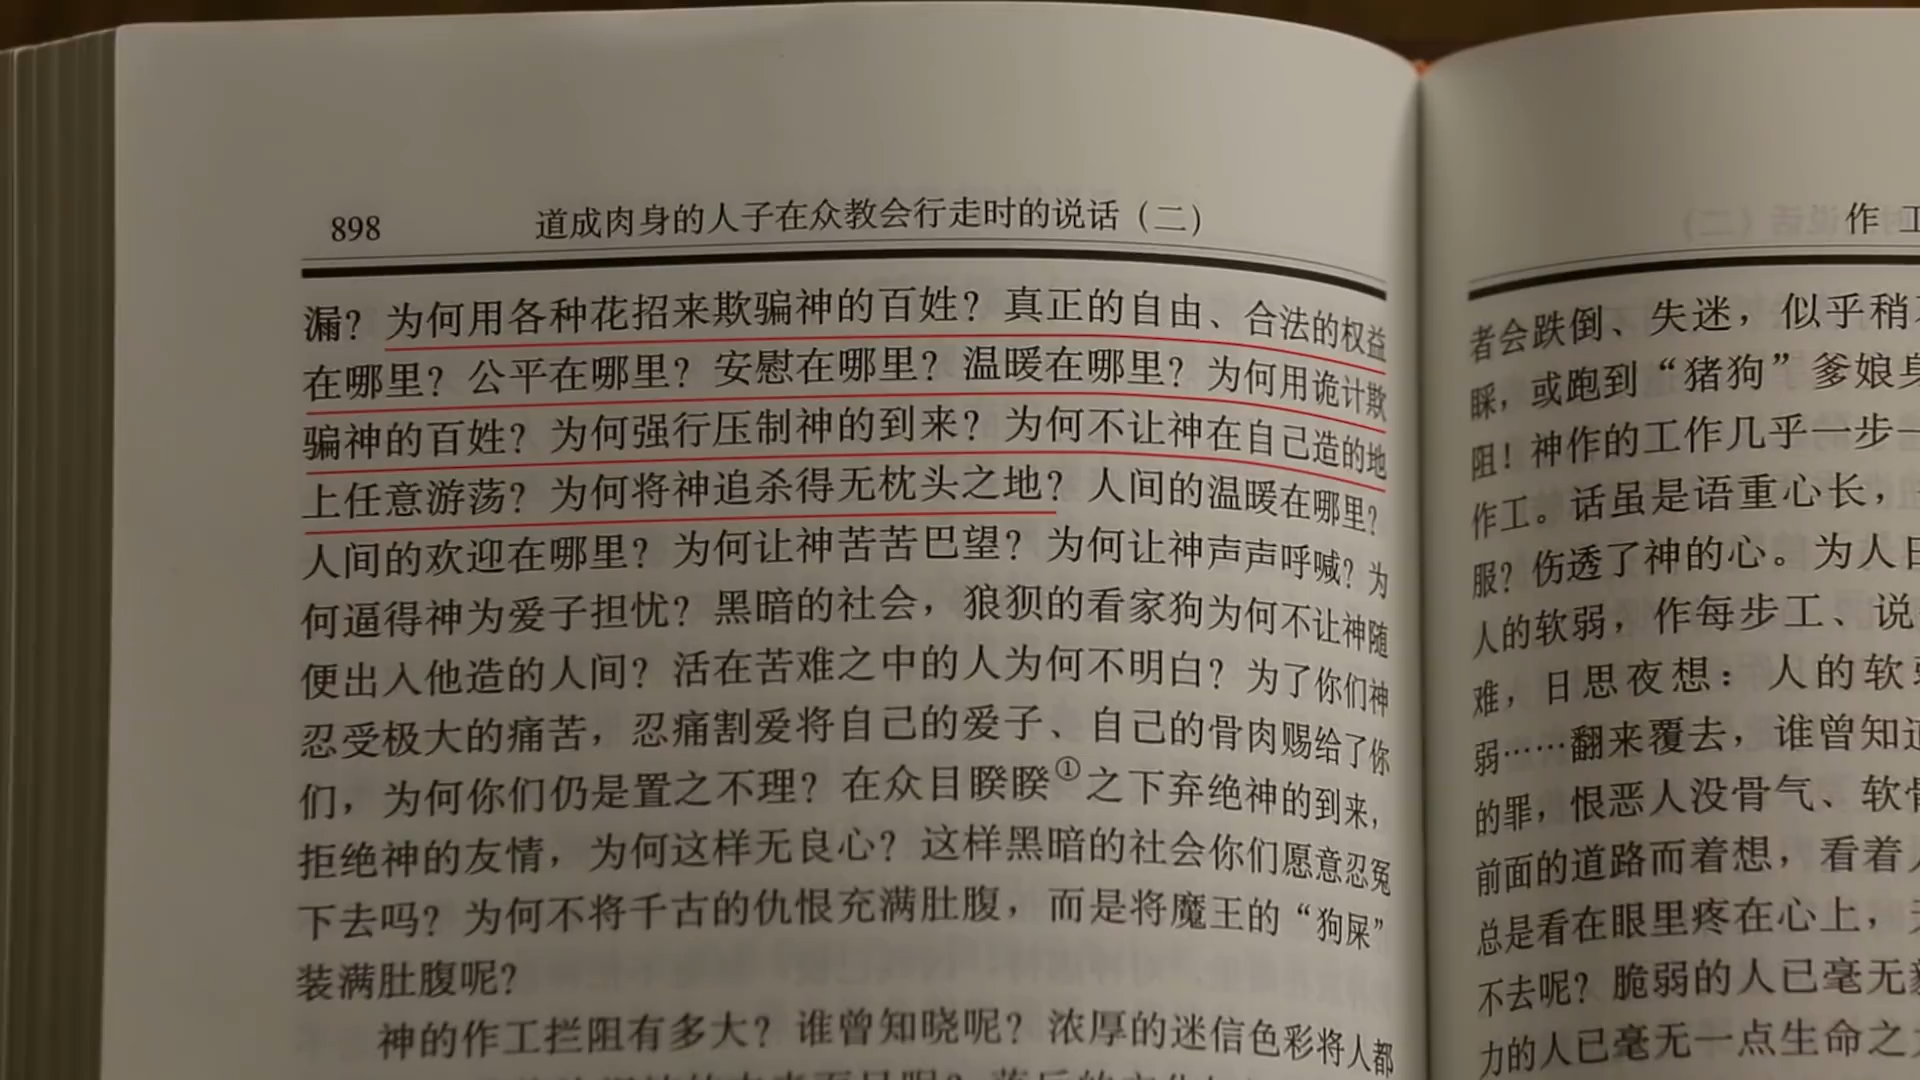 898 道成肉身的人子在众教会行走时的说话（二）
漏？为何用各种花招来欺骗神的百姓？真正的自由、合法的权益
在哪里？公平在哪里？安慰在哪里？温暖在哪里？为何用诡计欺
骗神的百姓？为何强行压制神的到来？为何不让神在自己造的地
上任意游荡？为何将神追杀得无枕头之地？人间的温暖在哪里？
人间的欢迎在哪里？为何让神苦苦巴望？为何让神声声呼喊？为
何逼得神为爱子担忧？黑暗的社会，狼狈的看家狗为何不让神随
便出入他造的人间？活在苦难之中的人为何不明白？为了你们神
忍受极大的痛苦，忍痛割爱将自己的爱子、自己的骨肉赐给了你
们，为何你们仍是置之不理？在众目睽睽①之下弃绝神的到来，
拒绝神的友情，为何这样无良心？这样黑暗的社会你们愿意忍冤
下去吗？为何不将千古的仇恨充满肚腹，而是将魔王的“狗屎”
装满肚腹呢？
神的作工拦阻有多大？谁曾知晓呢？浓厚的迷信色彩将人都
作工
者会跌倒、失迷，似乎稍
睬，或跑到“猪狗”爹娘身
阻！神作的工作几乎一步一
作工。话虽是语重心长，
服？伤透了神的心。为人日
人的软弱，作每步工、说
难，日思夜想：人的软弱
弱……翻来覆去，谁曾知道
的罪，恨恶人没骨气、软骨
前面的道路而着想，看着人
总是看在眼里疼在心上，
不去呢？脆弱的人已毫无
力的人已毫无一点生命之